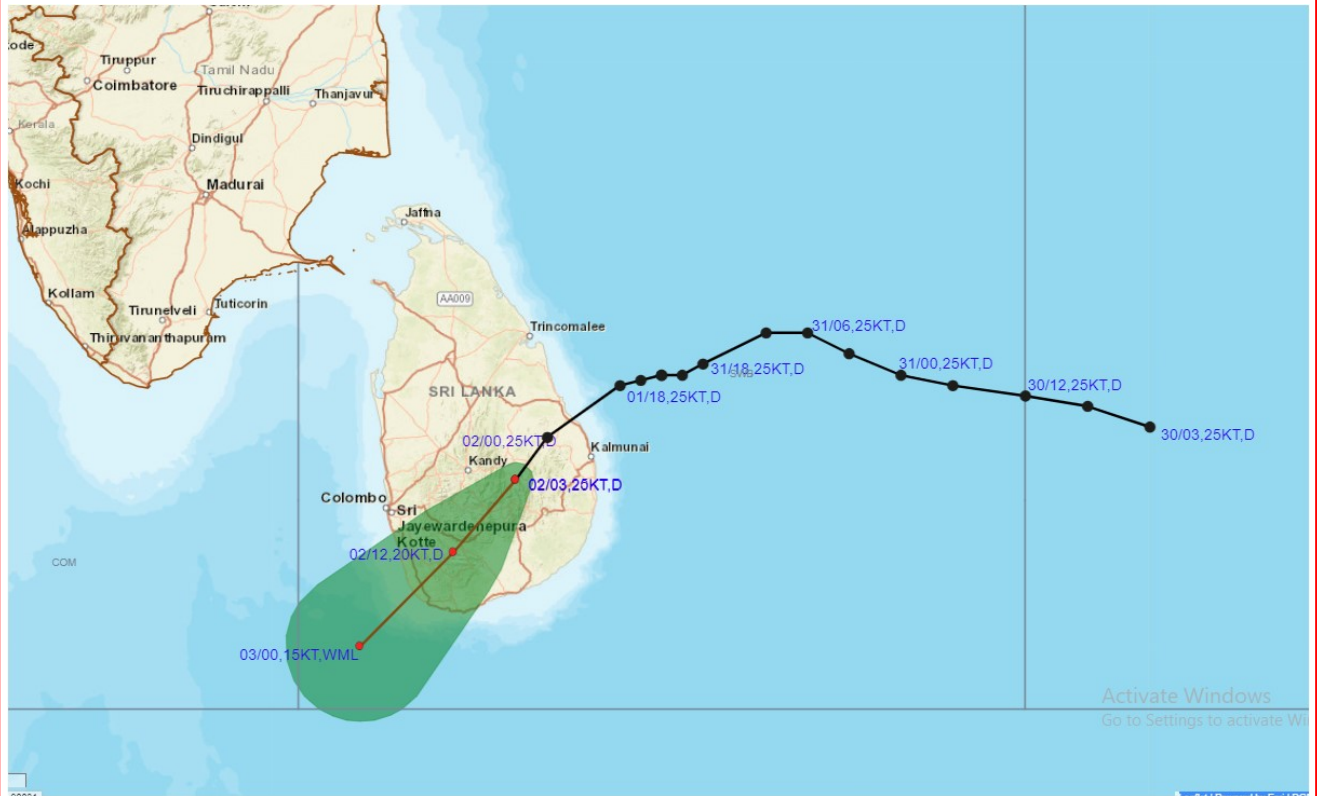 Tiruppur
Coimbatore
Tamil Nadu
Tiruchirappalli
Thanjavur
Kerala
Dindigul
Kochi
Madurai
Jaffna
Alappuzha
Kollam
Tirunelveli
Tuticorin
Thiruvananthapuram
AA009
Trincomalee
31/06,25KT,D
31/18,25KT,D
31/00,25KT,D
SRI LANKA
01/18,25KT,D
30/12,25KT,D
30/03,25KT,D
02/00,25KT,D
Kalmunai
Kandy
02/03,25KT,D
Colombo
Sri
Jayewardenepura
Kotte
02/12,20KT,D
COM
03/00,15KT,WML
Activate Windows
Go to Settings to activate Wi